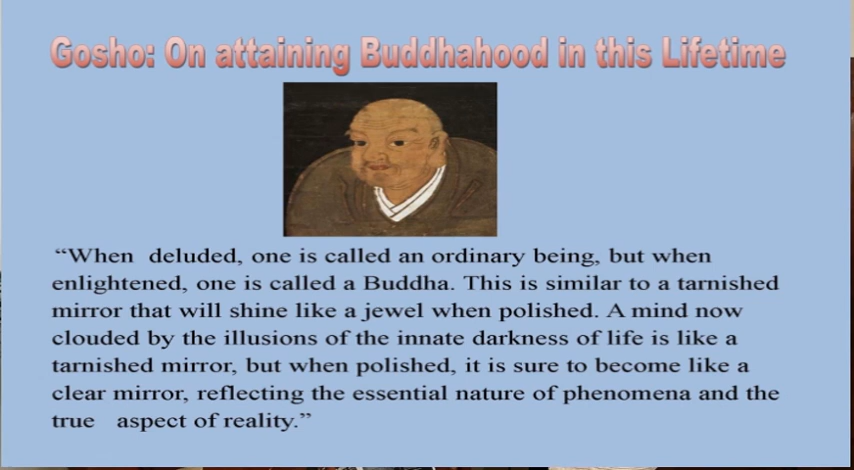 Gosho: On attaining Buddhahood in this Lifetime
“When deluded, one is called an ordinary being, but when
enlightened, one is called a Buddha. This is similar to a tarnished
mirror that will shine like a jewel when polished. A mind now
clouded by the illusions of the innate darkness of life is like a
tarnished mirror, but when polished, it is sure to become like a
clear mirror, reflecting the essential nature of phenomena and the
true aspect of reality.”